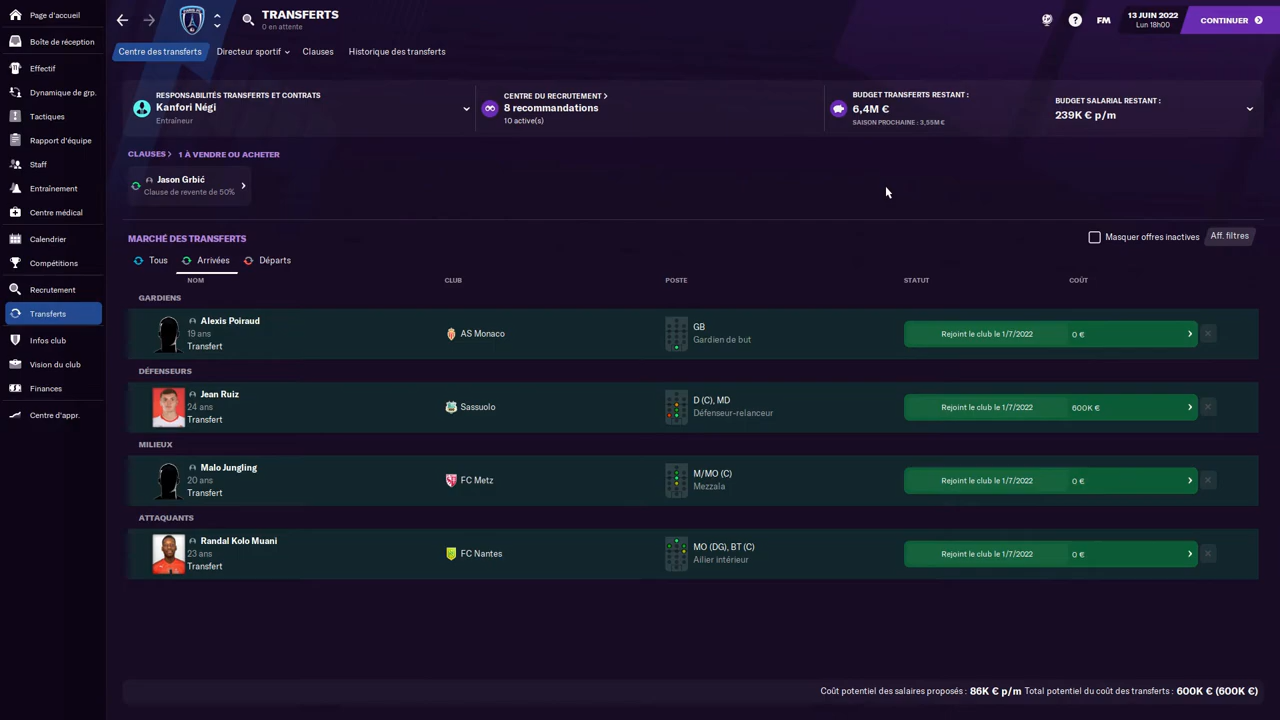 Page d'accueil
Boîte de réception
Effectif
Dynamique de grp.
Tactiques
Rapport d'équipe
Staff
Entraînement
Centre médical
Calendrier
Compétitions
Recrutement
Transferts
Infos club
Vision du club
Finances
Centre d'appr.
TRANSFERTS
0 en attente
FM
13 JUIN 2022
Lun 18h00
CONTINUER
Centre des transferts
Directeur sportif
Clauses
Historique des transferts
RESPONSABILITÉS TRANSFERTS ET CONTRATS
Kanfori Négi
Entraîneur
CENTRE DU RECRUTEMENT
8 recommandations
10 active(s)
BUDGET TRANSFERTS RESTANT :
6,4M €
SAISON PROCHAINE : 3,55M €
BUDGET SALARIAL RESTANT :
239K € p/m
CLAUSES 1 À VENDRE OU ACHETER
Jason Grbić
Clause de revente de 50%
MARCHÉ DES TRANSFERTS
Masquer offres inactives
Aff. filtres
Tous Arrivées Départs
NOM CLUB POSTE STATUT COÛT
GARDIENS
Alexis Poiraud
19 ans
Transfert
AS Monaco
GB
Gardien de but
Rejoint le club le 1/7/2022 0 €
DÉFENSEURS
Jean Ruiz
24 ans
Transfert
Sassuolo
D (C), MD
Défenseur-relanceur
Rejoint le club le 1/7/2022 600K €
MILIEUX
Malo Jungling
20 ans
Transfert
FC Metz
M/MO (C)
Mezzala
Rejoint le club le 1/7/2022 0 €
ATTAQUANTS
Randal Kolo Muani
23 ans
Transfert
FC Nantes
MO (DG), BT (C)
Ailier intérieur
Rejoint le club le 1/7/2022 0 €
Coût potentiel des salaires proposés : 86K € p/m Total potentiel du coût des transferts : 600K € (600K €)